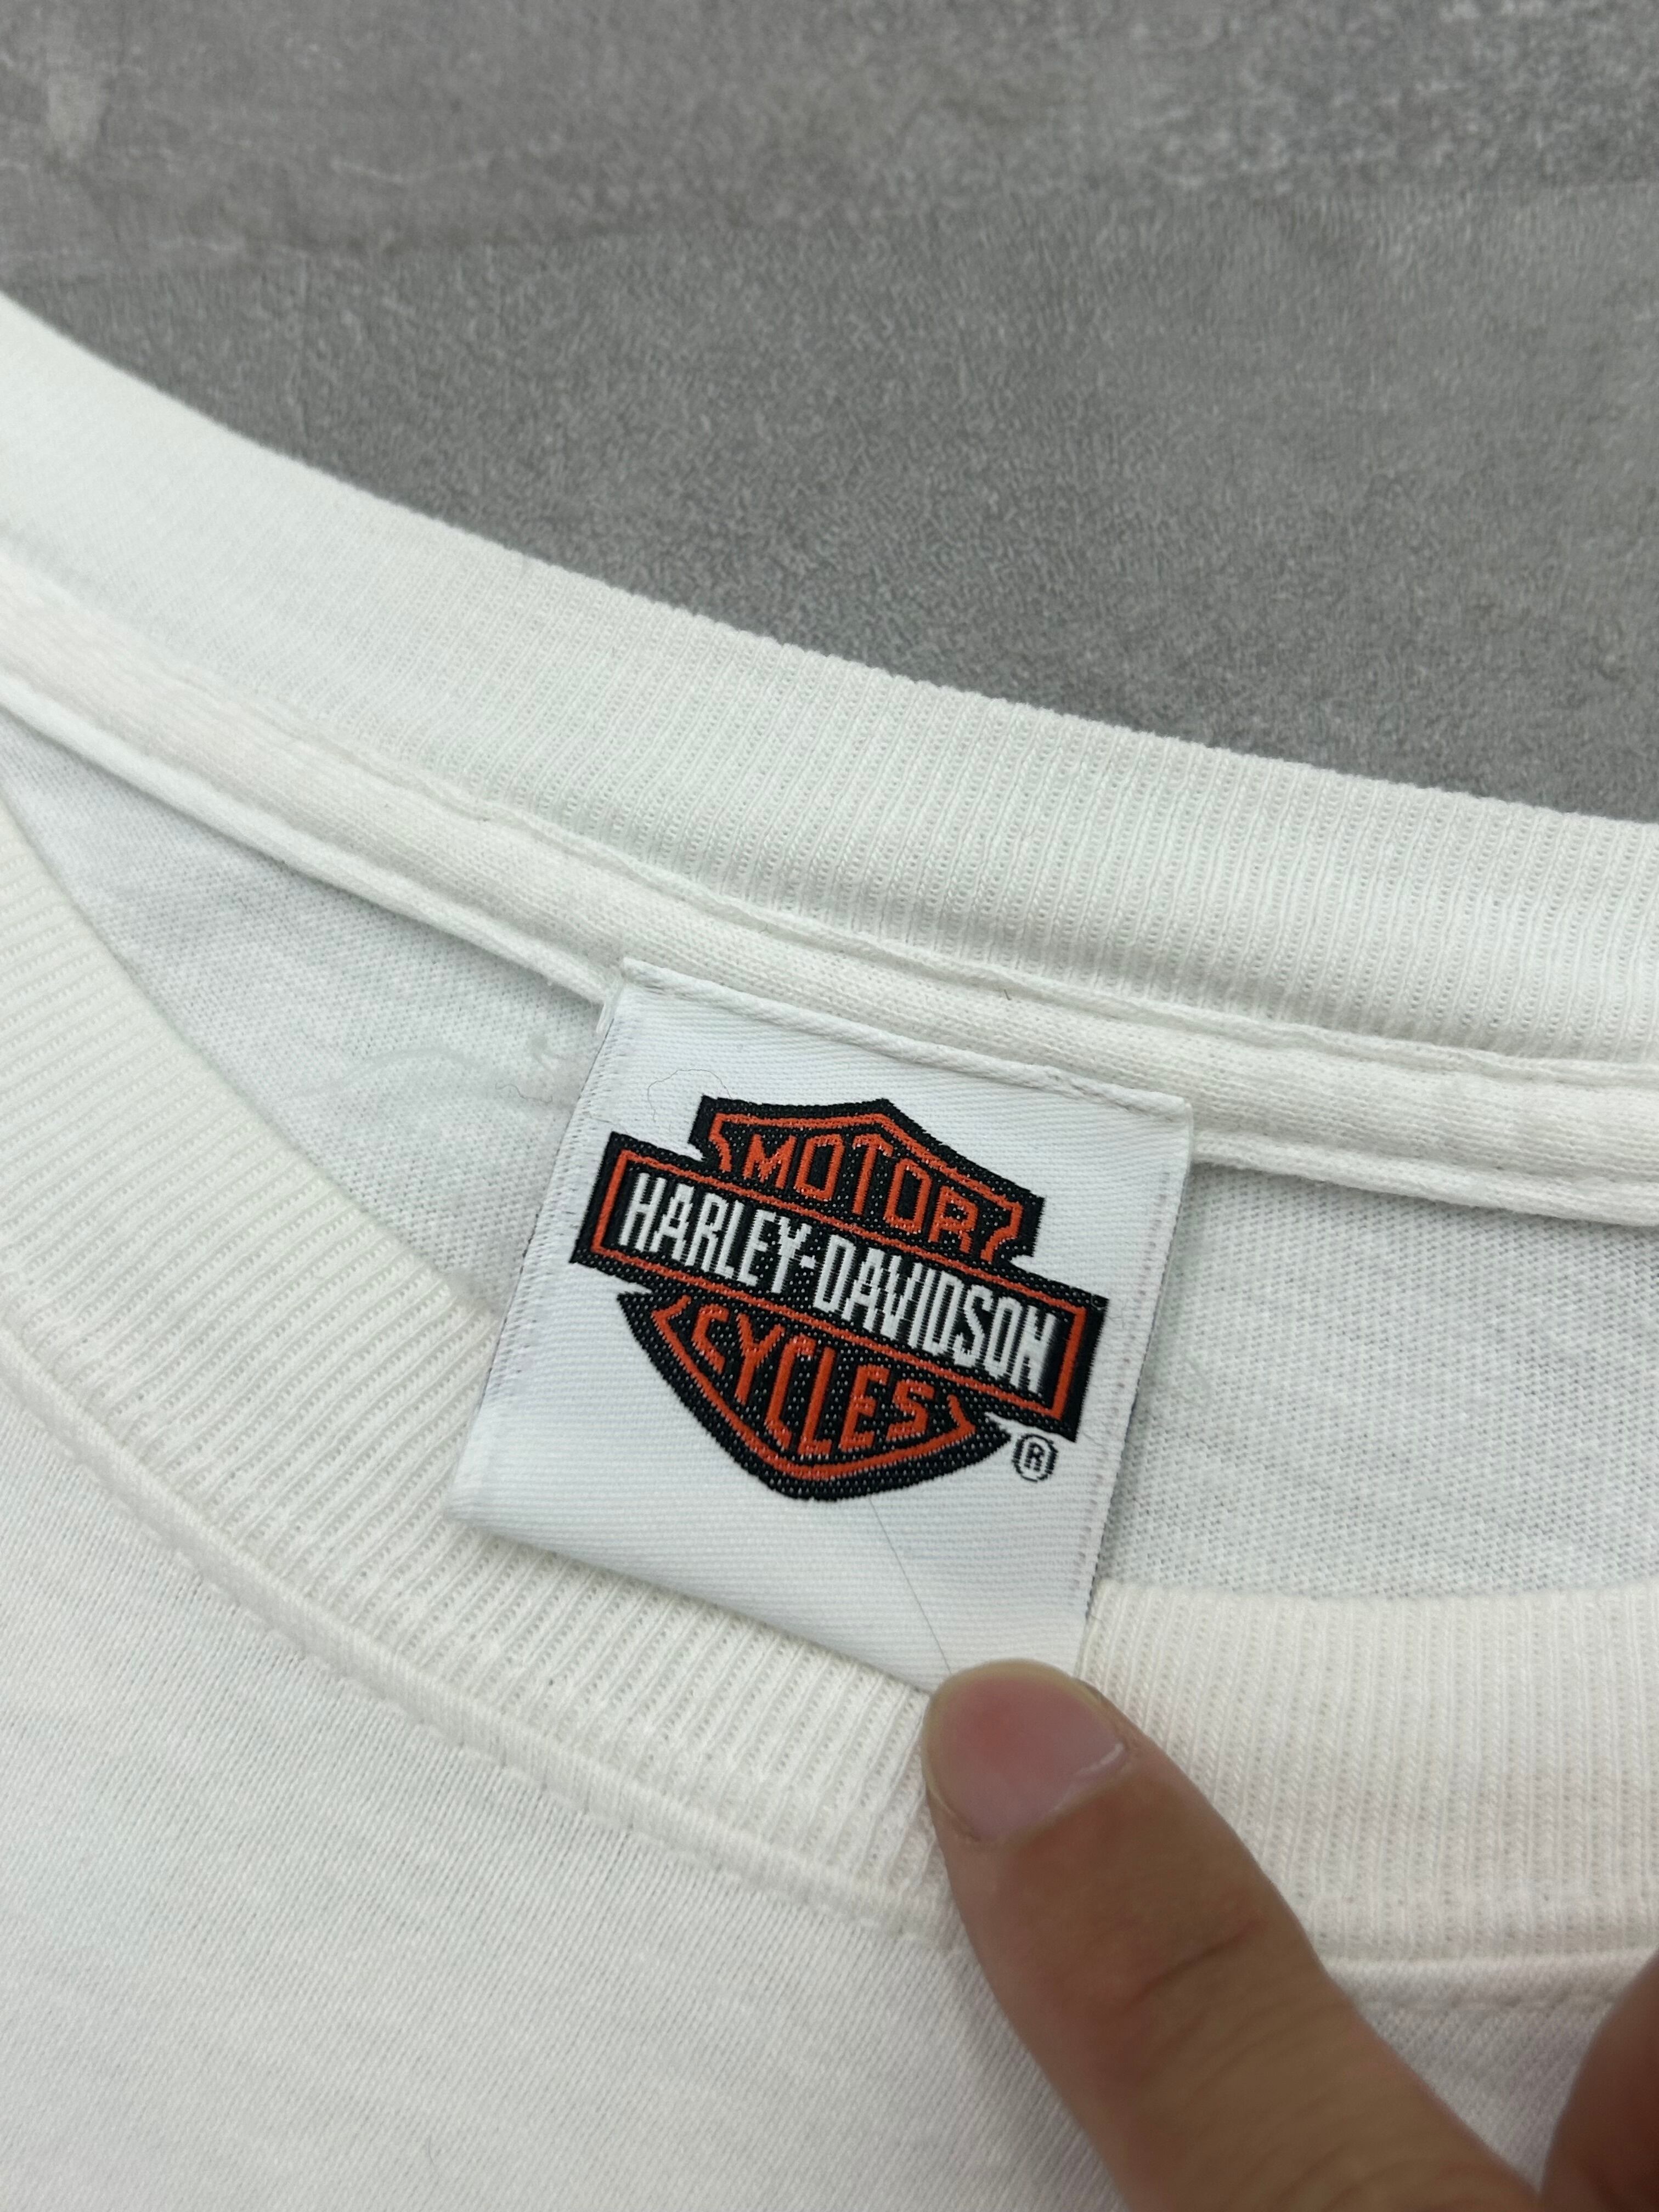 MOTOR
HARLEY-DAVIDSON
CYCLES
®